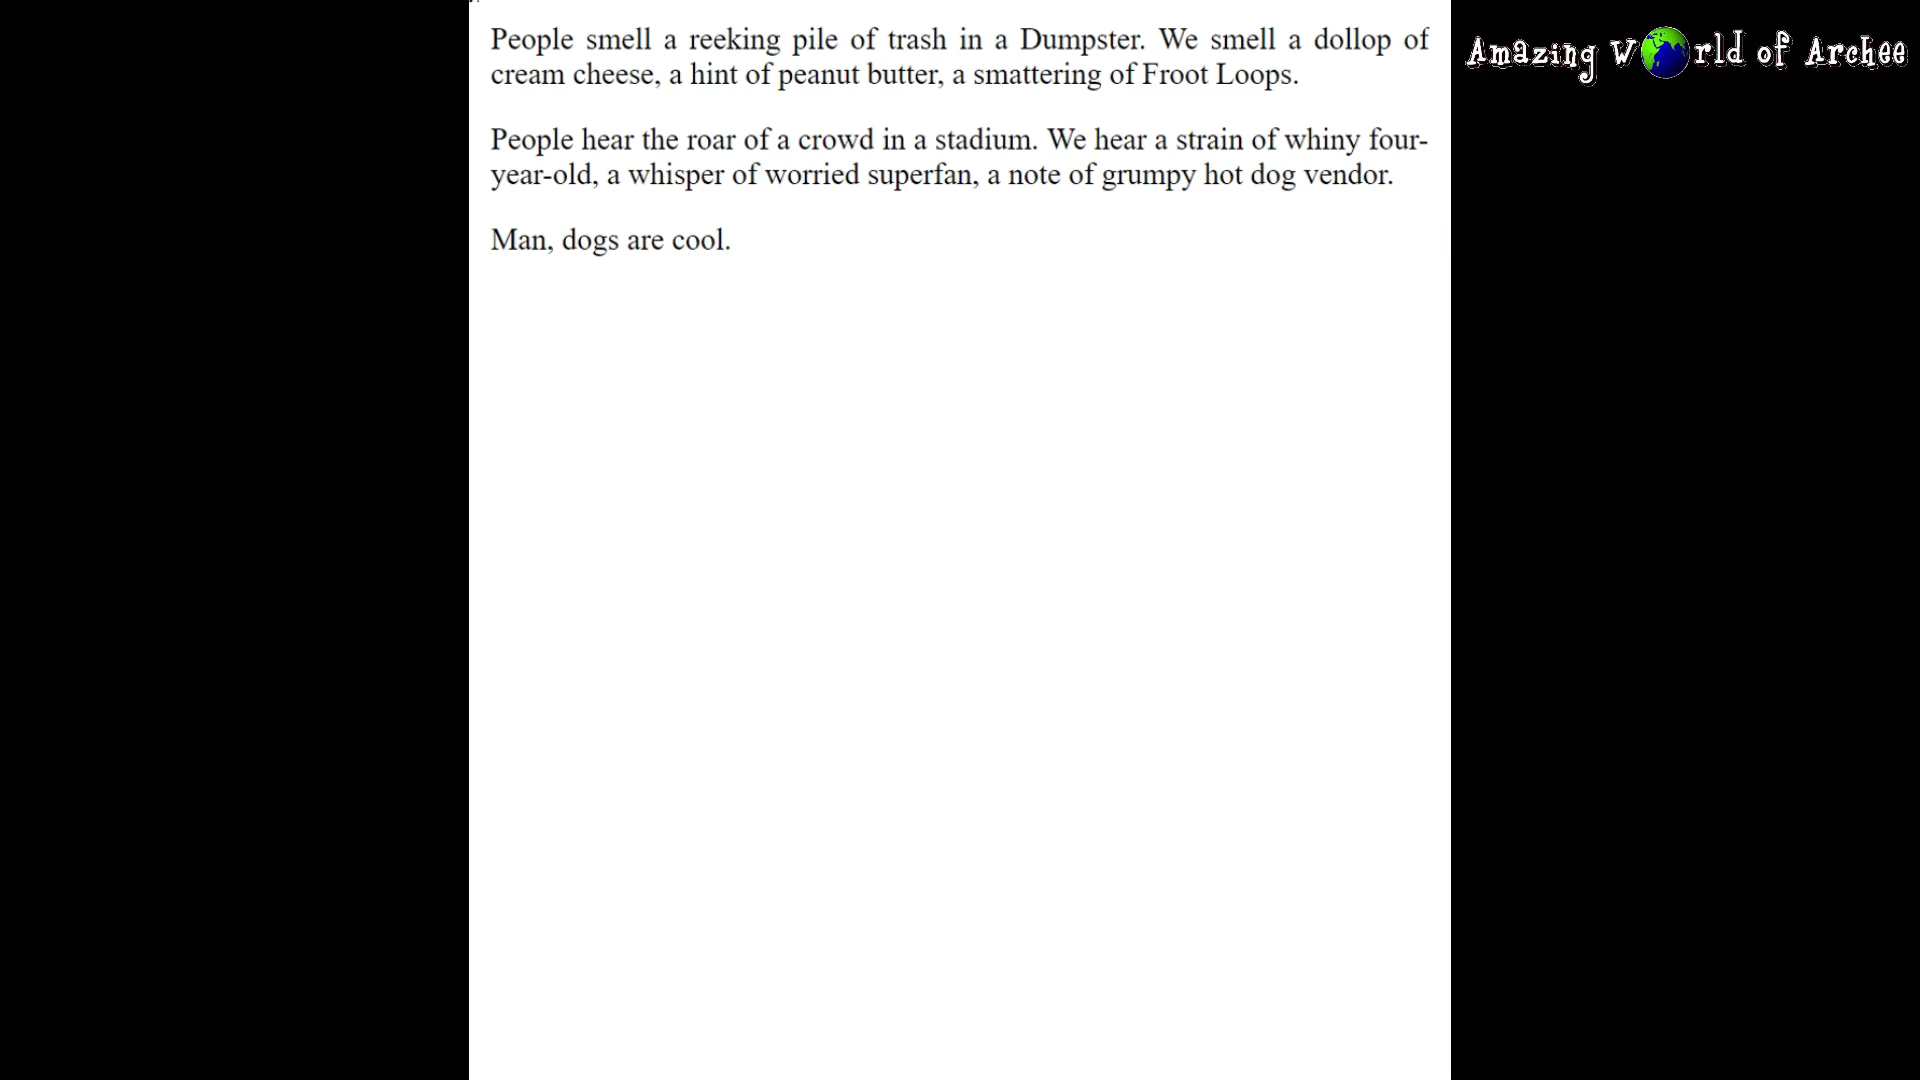 People smell a reeking pile of trash in a Dumpster. We smell a dollop of
cream cheese, a hint of peanut butter, a smattering of Froot Loops.
People hear the roar of a crowd in a stadium. We hear a strain of whiny four-
year-old, a whisper of worried superfan, a note of grumpy hot dog vendor.
Man, dogs are cool.
Amazing World of Archee